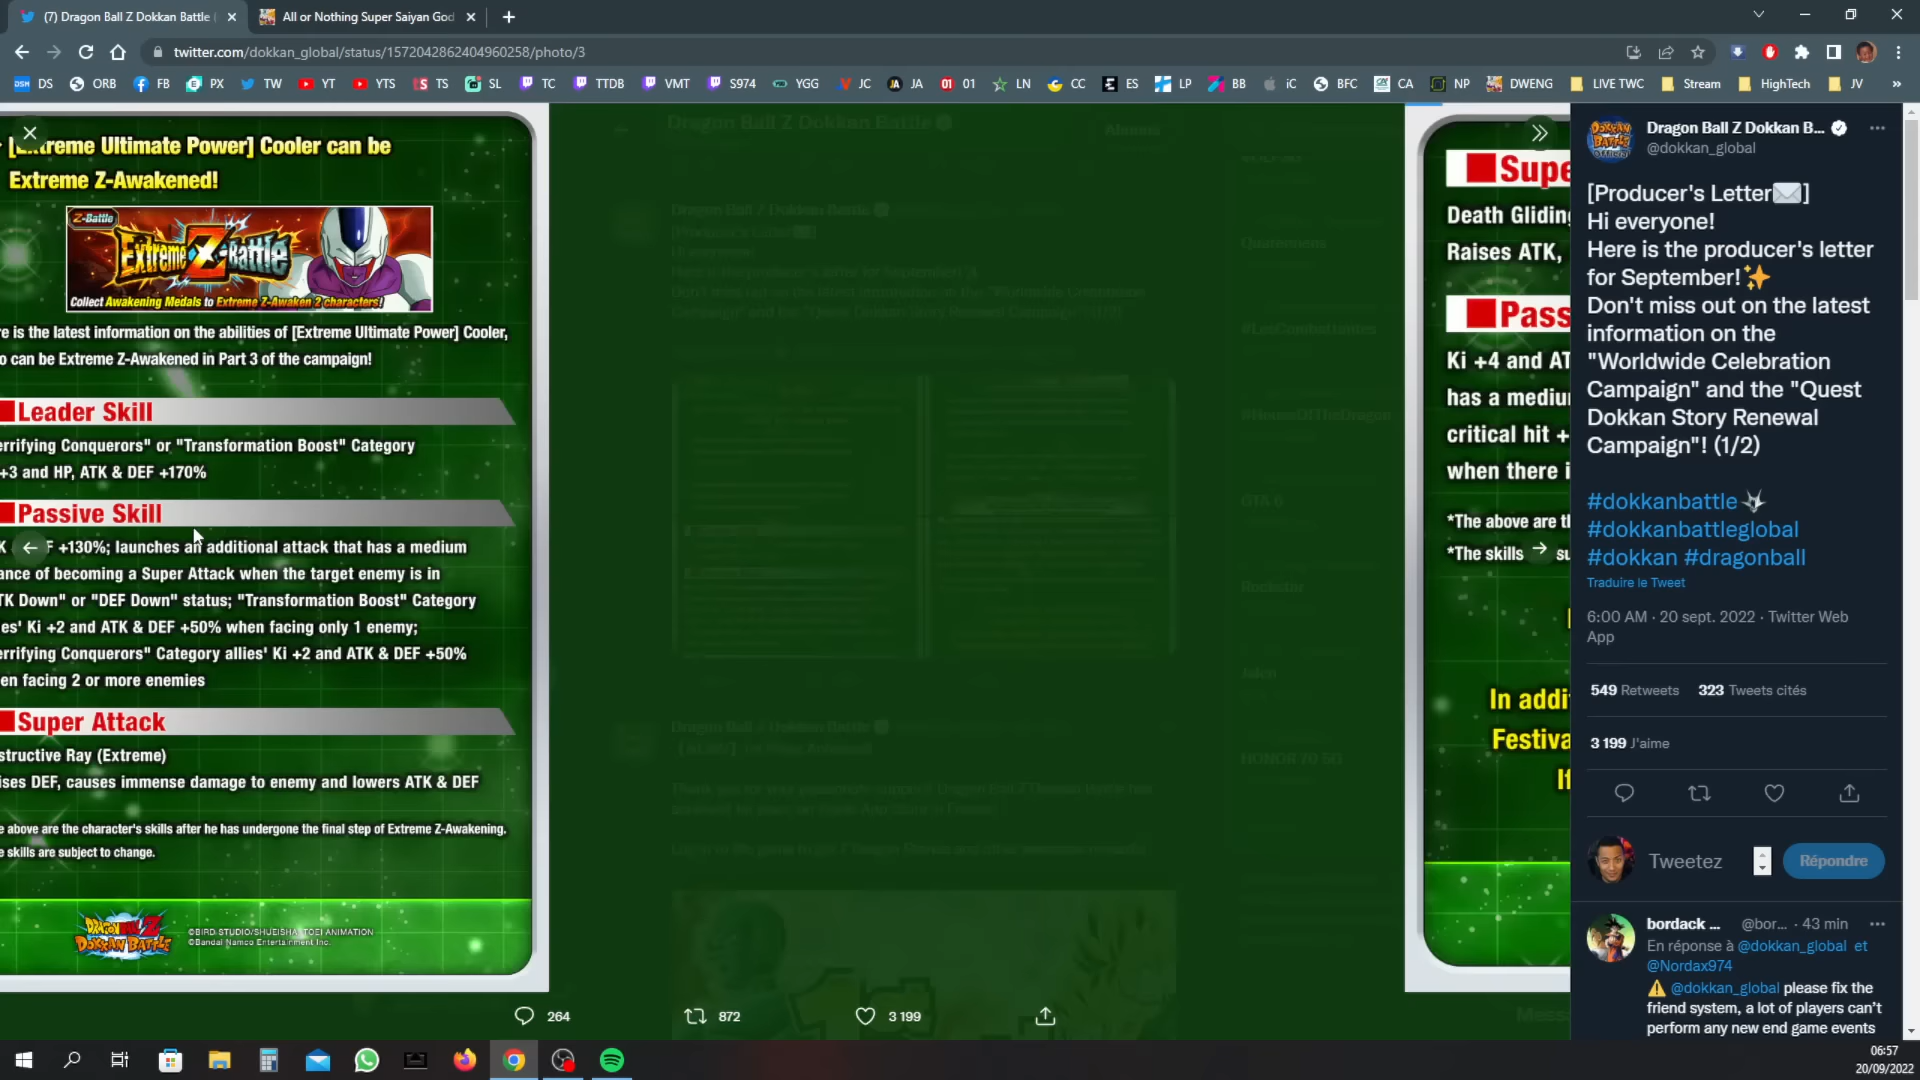 (7) Dragon Ball Z Dokkan Battle
All or Nothing Super Saiyan God
twitter.com/dokkan_global/status/1572042862404960258/photo/3
DS ORB FB PX TW YT YTS TS SL TC TTDB VMT S974 YGG JC JA 01 LN CC ES LP BB iC BFC CA NP DWENG LIVE TWC Stream HighTech JV
[Extreme Ultimate Power] Cooler can be
Extreme Z-Awakened!
Z-Battle
Extreme Z-Battle
Collect Awakening Medals to Extreme Z-Awaken 2 characters!
re is the latest information on the abilities of [Extreme Ultimate Power] Cooler,
o can be Extreme Z-Awakened in Part 3 of the campaign!
Leader Skill
errifying Conquerors" or "Transformation Boost" Category
+3 and HP, ATK & DEF +170%
Passive Skill
K F +130%; launches an additional attack that has a medium
ance of becoming a Super Attack when the target enemy is in
TK Down" or "DEF Down" status; "Transformation Boost" Category
es' Ki +2 and ATK & DEF +50% when facing only 1 enemy;
errifying Conquerors" Category allies' Ki +2 and ATK & DEF +50%
en facing 2 or more enemies
Super Attack
structive Ray (Extreme)
ises DEF, causes immense damage to enemy and lowers ATK & DEF
e above are the character's skills after he has undergone the final step of Extreme Z-Awakening.
e skills are subject to change.
DRAGON BALL Z
DOKKAN BATTLE
©BIRD STUDIO/SHUEISHA, TOEI ANIMATION
©Bandai Namco Entertainment Inc.
264
872
3 199
Dragon Ball Z Dokkan Battle
Supe
Death Gliding
Raises ATK,
Pass
Ki +4 and AT
has a mediu
critical hit +
when there i
*The above are th
*The skills su
In addi
Festiva
If
Dragon Ball Z Dokkan B...
@dokkan_global
[Producer's Letter✉️]
Hi everyone!
Here is the producer's letter
for September!✨
Don't miss out on the latest
information on the
"Worldwide Celebration
Campaign" and the "Quest
Dokkan Story Renewal
Campaign"! (1/2)
#dokkanbattle
#dokkanbattleglobal
#dokkan #dragonball
Traduire le Tweet
6:00 AM · 20 sept. 2022 · Twitter Web
App
549 Retweets 323 Tweets cités
3 199 J'aime
Tweetez
Répondre
bordack ... @bor... · 43 min
En réponse à @dokkan_global et
@Nordax974
⚠️ @dokkan_global please fix the
friend system, a lot of players can't
perform any new end game events
06:57
20/09/2022